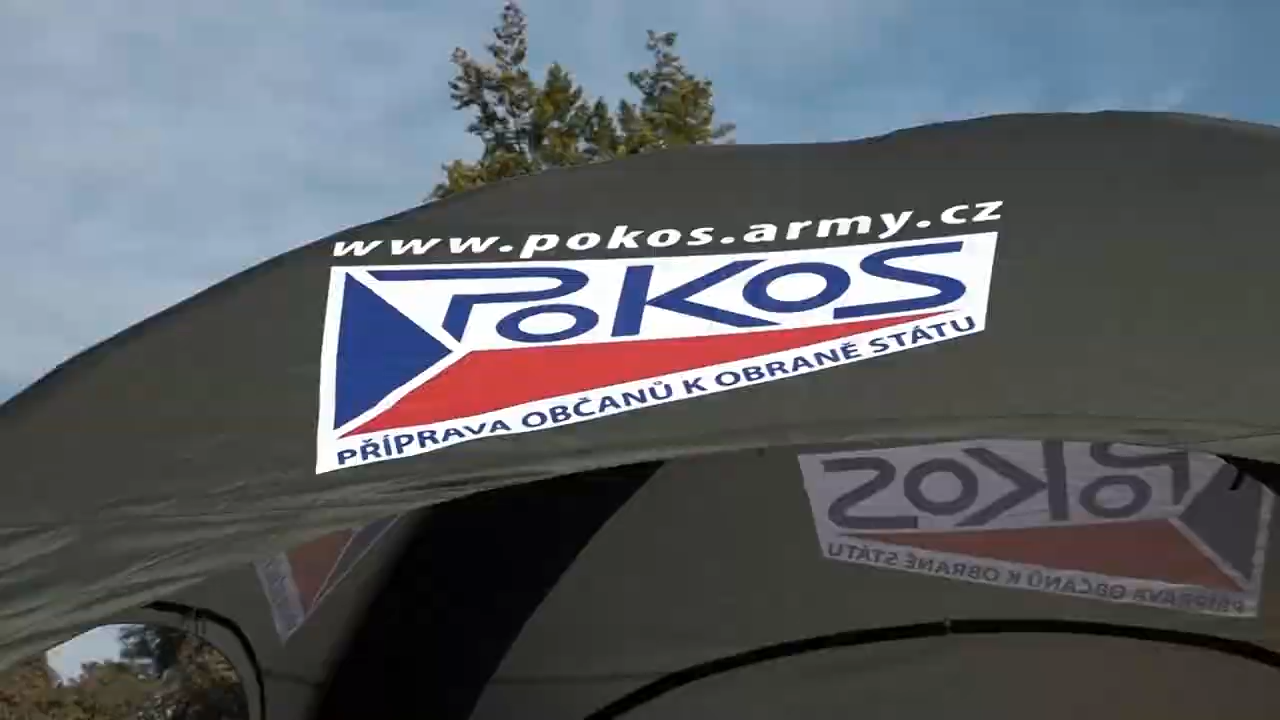 www.pokos.army.cz
POKOS
PŘÍPRAVA OBČANŮ K OBRANĚ STÁTU
POKOS
PŘÍPRAVA OBČANŮ K OBRANĚ STÁTU